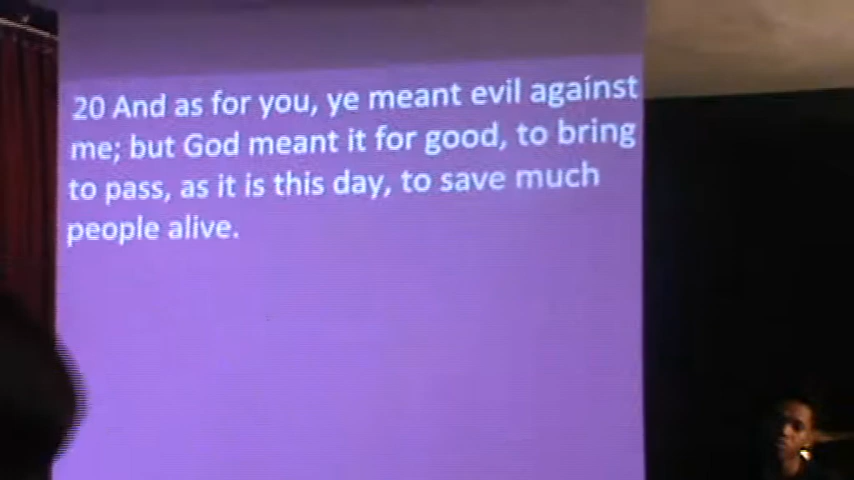 20 And as for you, ye meant evil against
me; but God meant it for good, to bring
to pass, as it is this day, to save much
people alive.